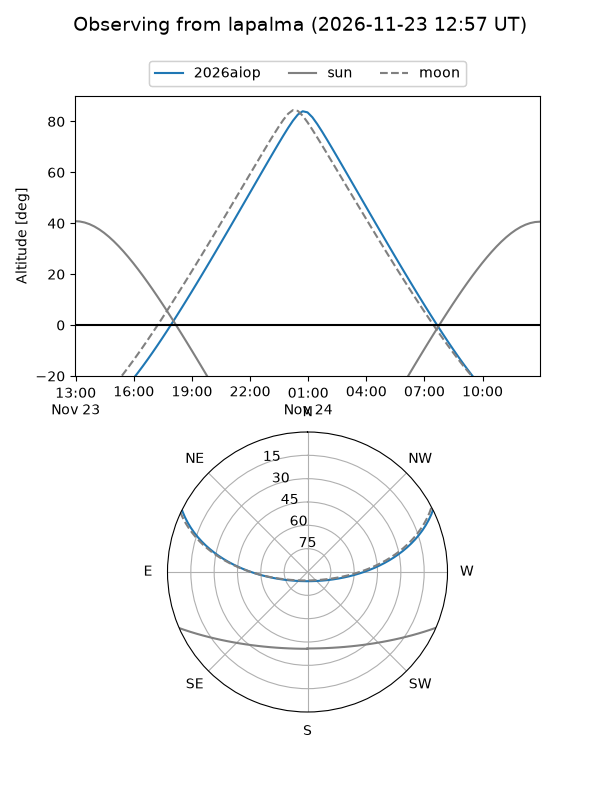 Observing from lapalma (2026-11-23 12:57 UT)
2026aiop sun moon
Altitude [deg]
80
60
40
20
0
−20
13:00 16:00 19:00 22:00 01:00 04:00 07:00 10:00
Nov 23 Nov 24
N
NE NW
15
30
45
60
75
E W
SE SW
S